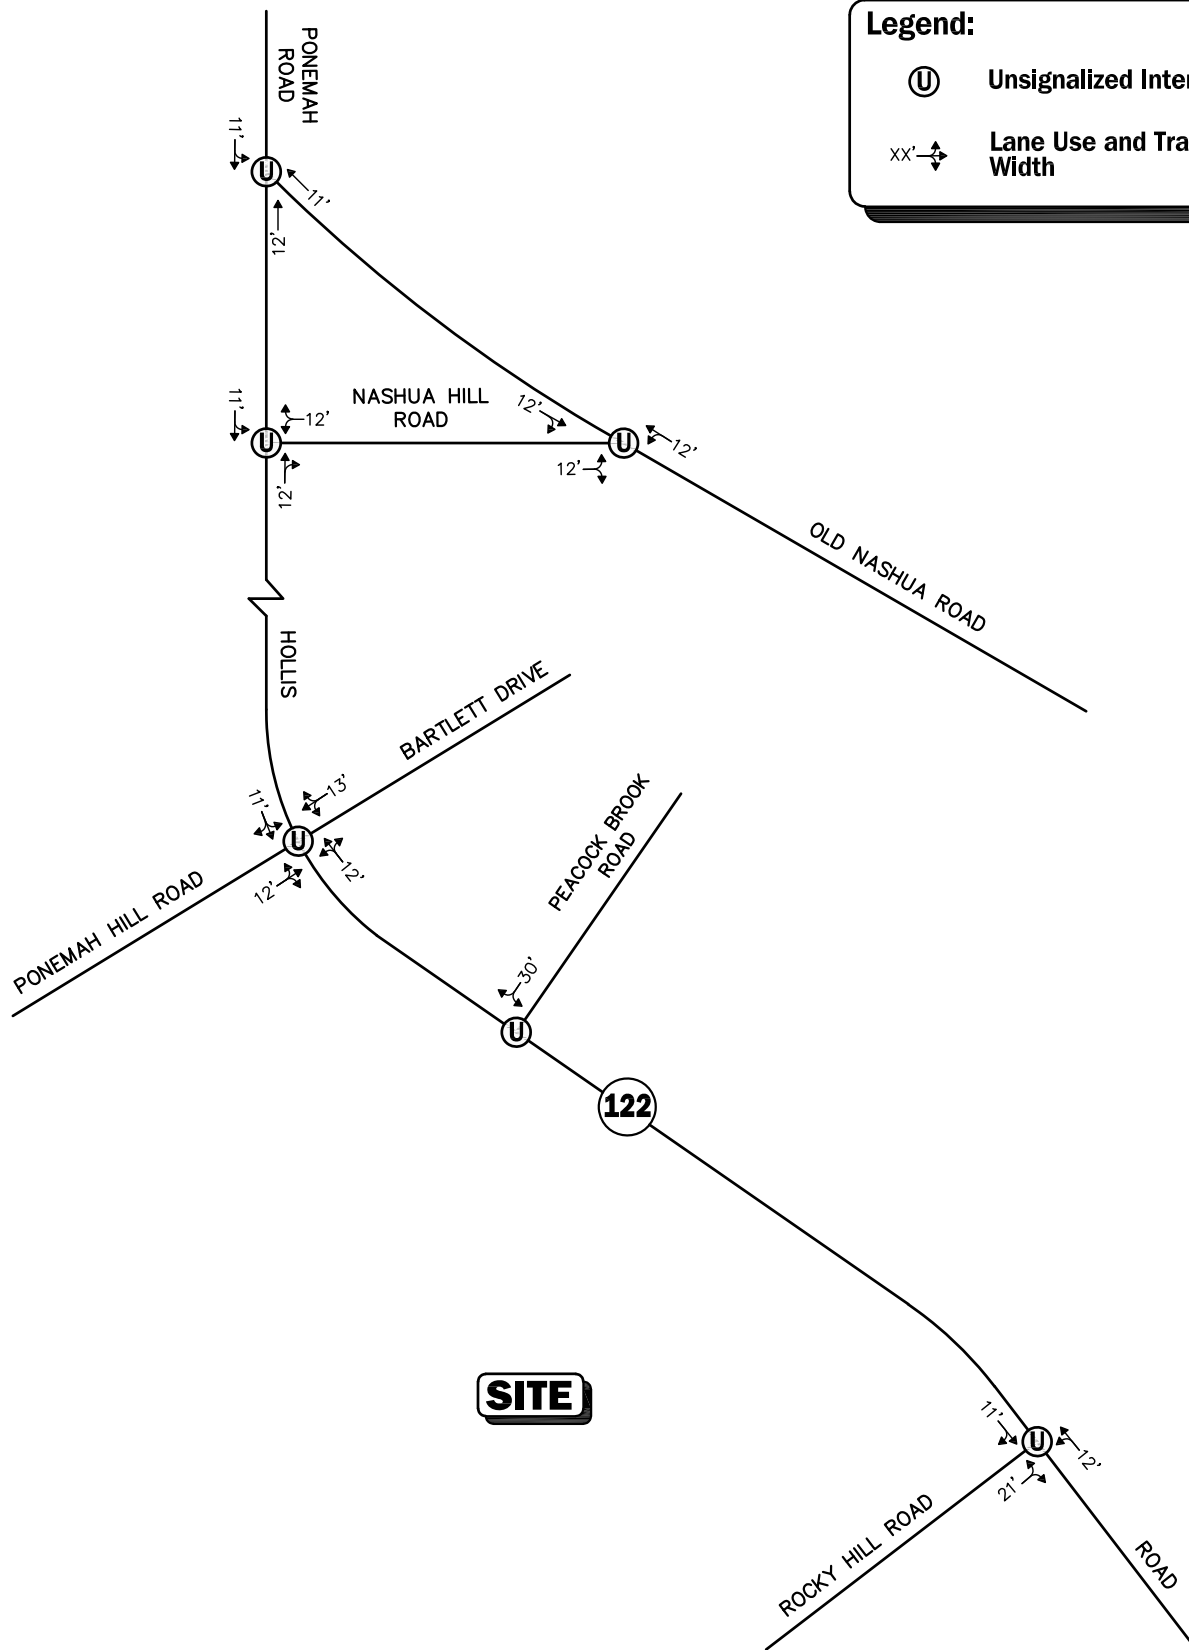 Legend:
U Unsignalized Inter
XX' Lane Use and Tra
Width
PONEMAH
ROAD
11'
U
11'
12'
11'
NASHUA HILL
ROAD
12'
12'
U
12'
U
12'
12'
OLD NASHUA ROAD
HOLLIS
BARTLETT DRIVE
13'
11'
U
12'
12'
PONEMAH HILL ROAD
PEACOCK BROOK
ROAD
30'
U
122
SITE
11'
U
12'
21'
ROCKY HILL ROAD
ROAD